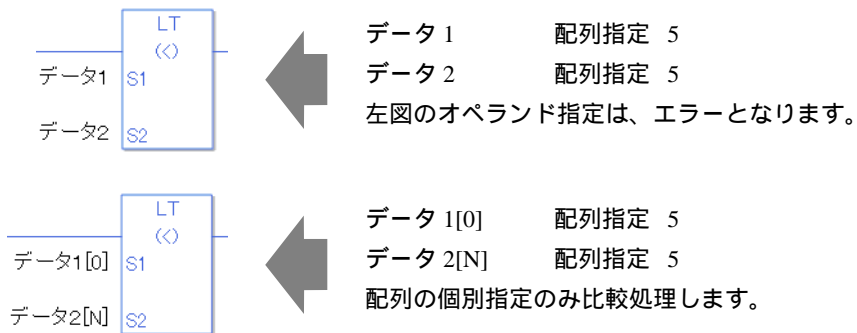 LT
(<)
データ1 S1
データ2 S2
データ 1 配列指定 5
データ 2 配列指定 5
左図のオペランド指定は、エラーとなります。
LT
(<)
データ1[0] S1
データ2[N] S2
データ 1[0] 配列指定 5
データ 2[N] 配列指定 5
配列の個別指定のみ比較処理します。